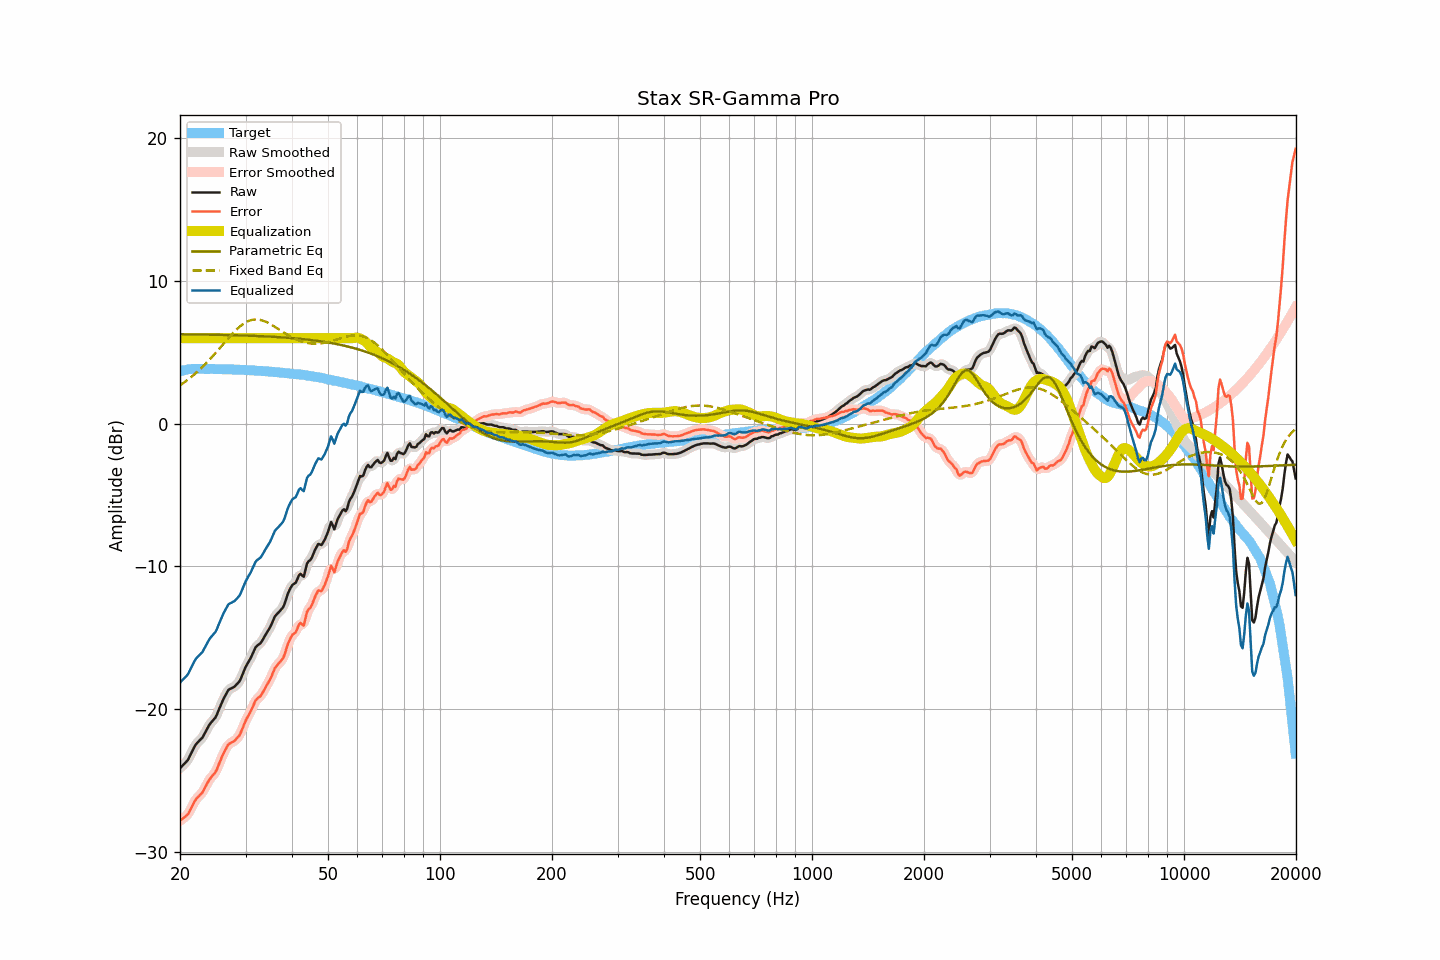 Stax SR-Gamma Pro
Target
Raw Smoothed
Error Smoothed
Raw
Error
Equalization
Parametric Eq
Fixed Band Eq
Equalized
20
10
0
−10
−20
−30
Amplitude (dBr)
20 50 100 200 500 1000 2000 5000 10000 20000
Frequency (Hz)